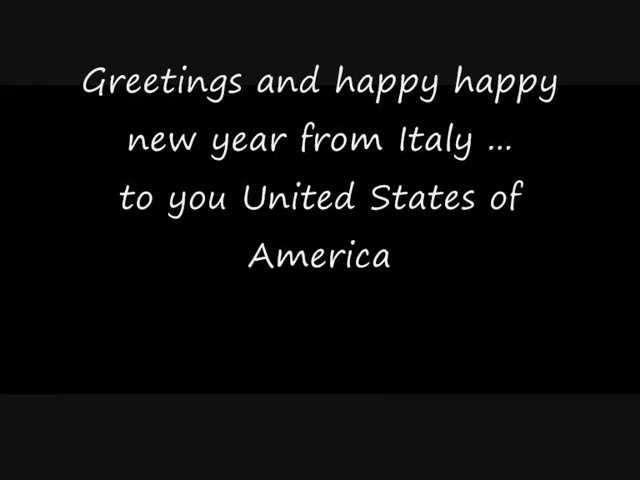 Greetings and happy happy
new year from Italy ...
to you United States of
America